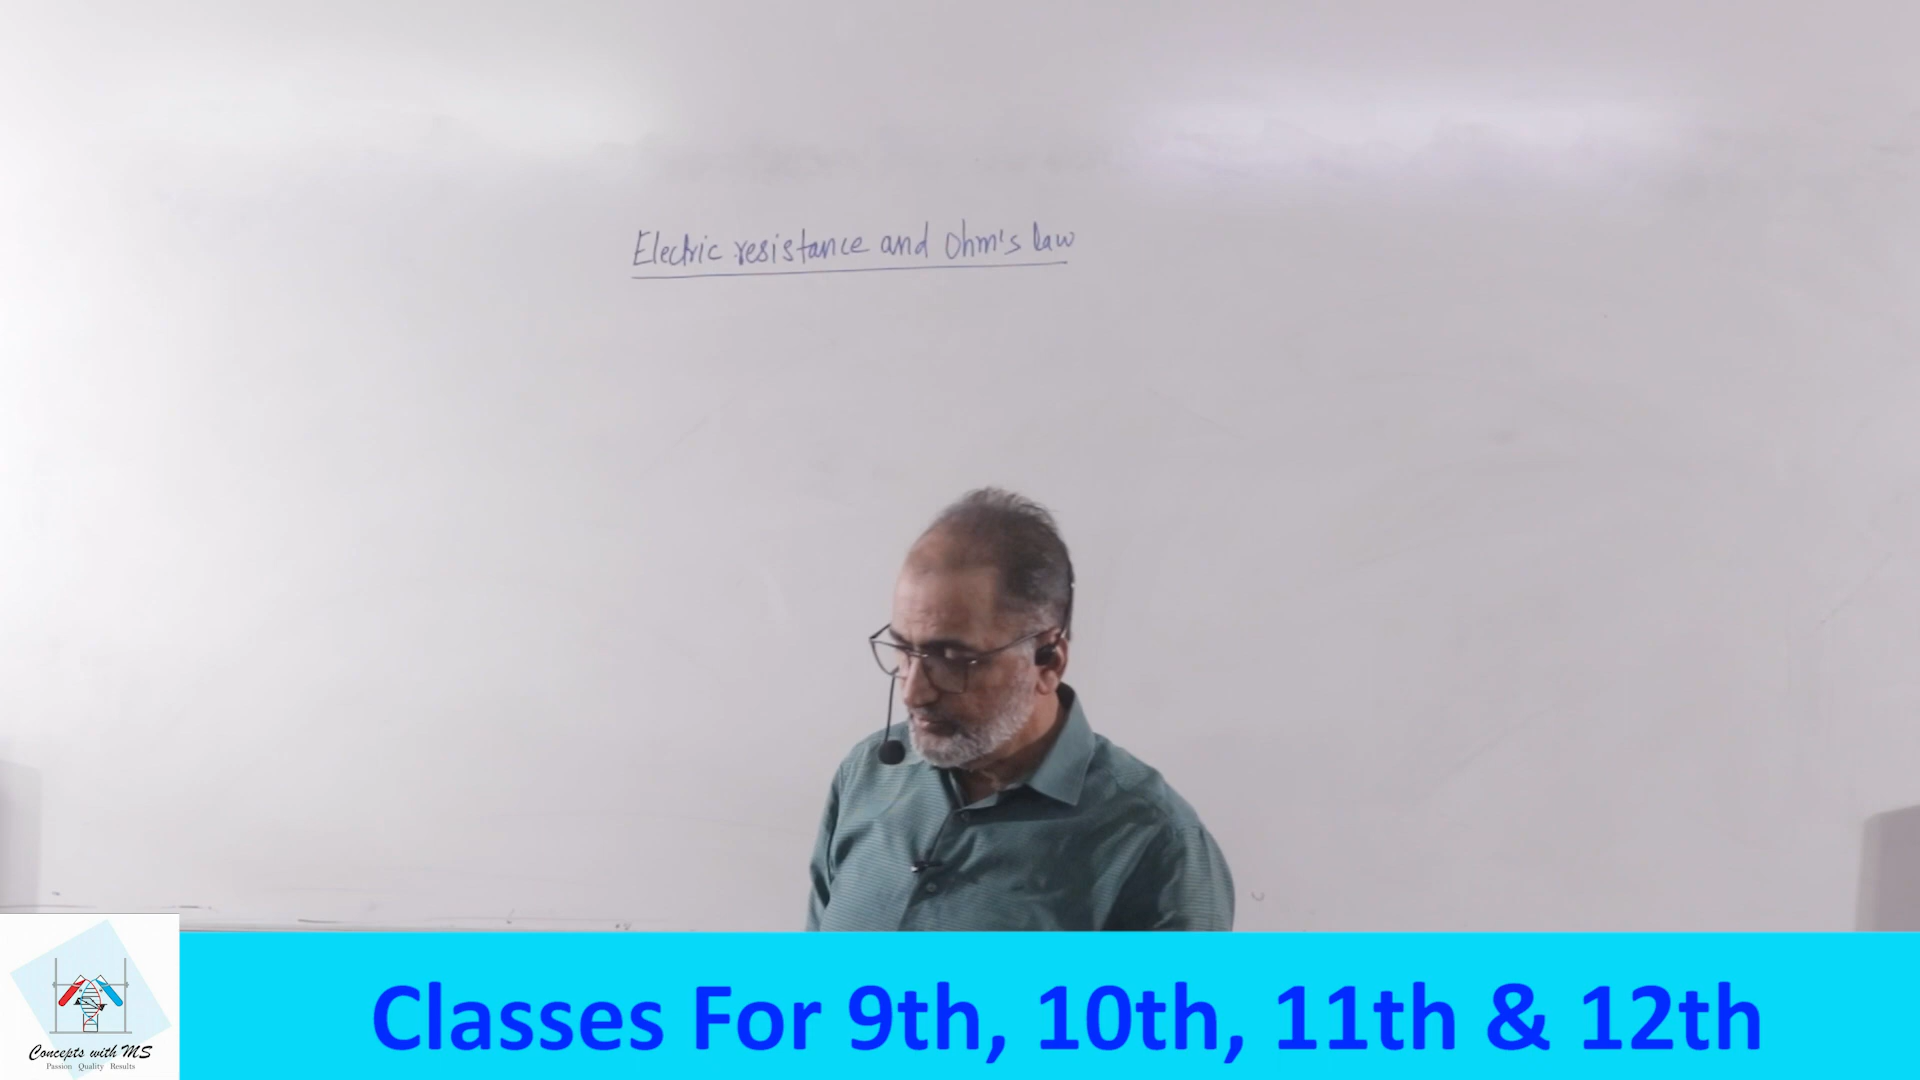 Electric resistance and Ohm's law
Classes For 9th, 10th, 11th & 12th
Concepts with MS
Passion Quality Results